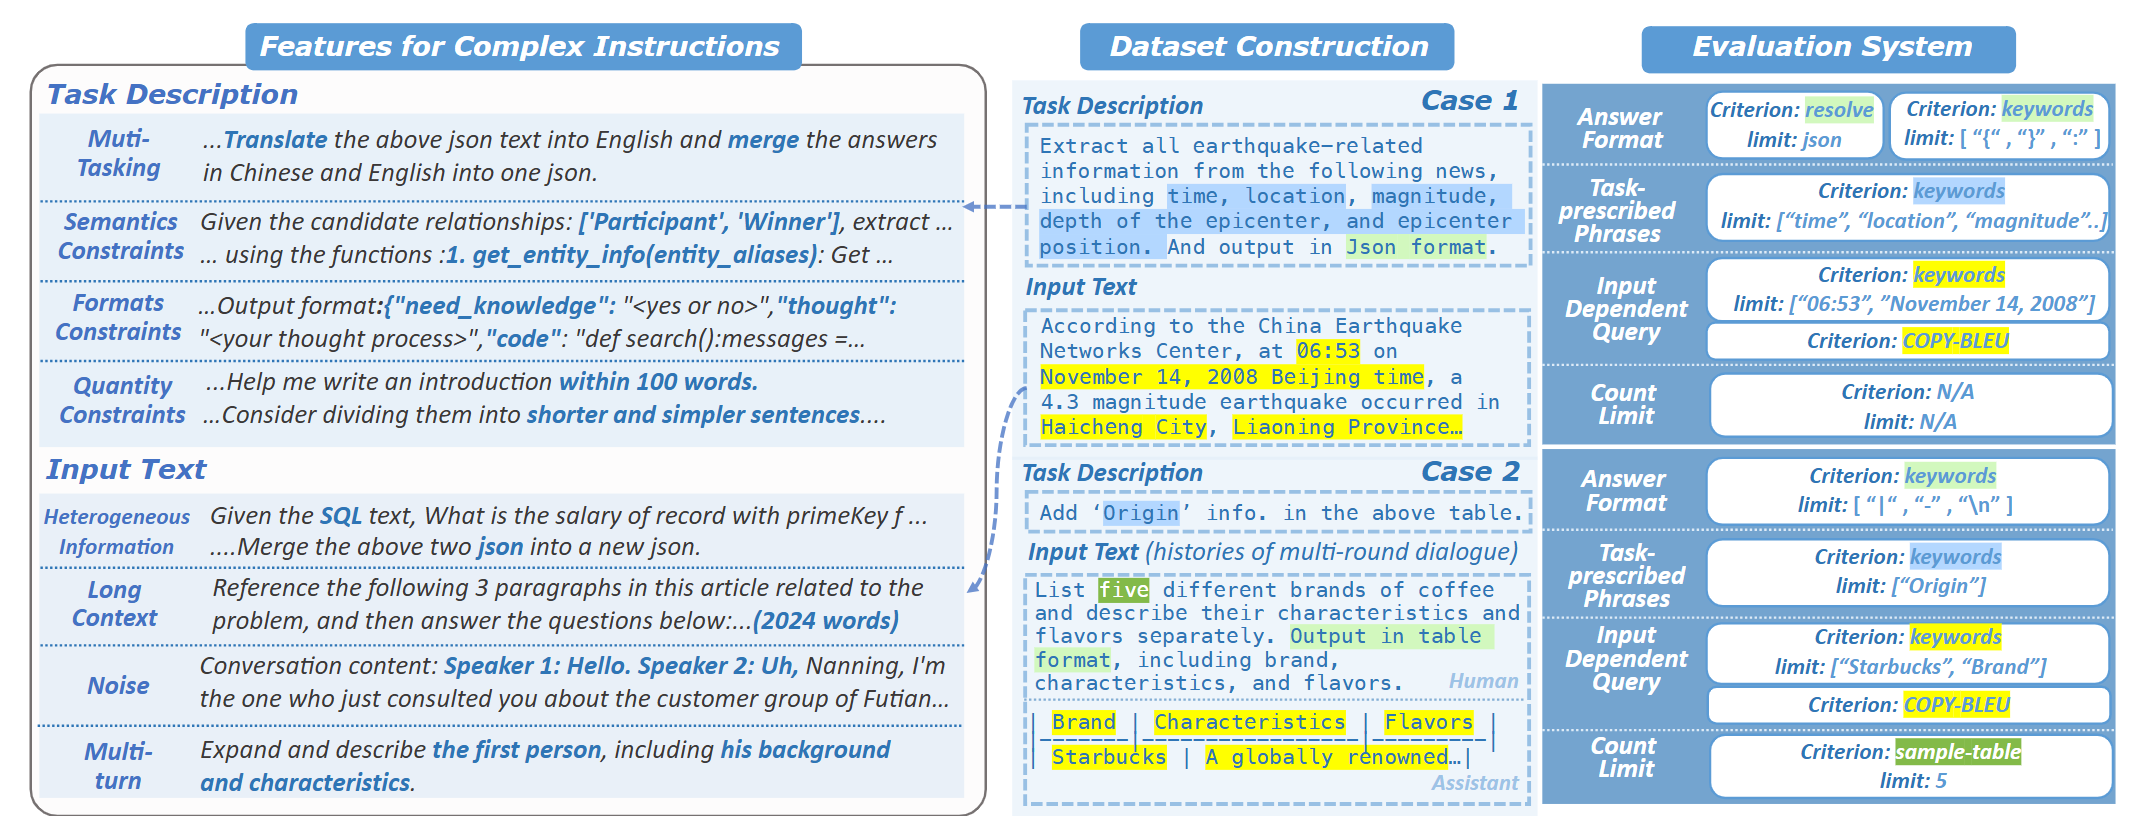 Features for Complex Instructions
Task Description
Muti-
Tasking
...Translate the above json text into English and merge the answers
in Chinese and English into one json.
Semantics
Constraints
Given the candidate relationships: ['Participant', 'Winner'], extract ...
... using the functions :1. get_entity_info(entity_aliases): Get ...
Formats
Constraints
...Output format:{"need_knowledge": "<yes or no>","thought":
"<your thought process>","code": "def search():messages =...
Quantity
Constraints
...Help me write an introduction within 100 words.
...Consider dividing them into shorter and simpler sentences....
Input Text
Heterogeneous
Information
Given the SQL text, What is the salary of record with primeKey f ...
....Merge the above two json into a new json.
Long
Context
Reference the following 3 paragraphs in this article related to the
problem, and then answer the questions below:...(2024 words)
Noise
Conversation content: Speaker 1: Hello. Speaker 2: Uh, Nanning, I'm
the one who just consulted you about the customer group of Futian...
Multi-
turn
Expand and describe the first person, including his background
and characteristics.
Dataset Construction
Task Description
Case 1
Extract all earthquake-related
information from the following news,
including time, location, magnitude,
depth of the epicenter, and epicenter
position. And output in Json format.
Input Text
According to the China Earthquake
Networks Center, at 06:53 on
November 14, 2008 Beijing time, a
4.3 magnitude earthquake occurred in
Haicheng City, Liaoning Province…
Task Description
Case 2
Add ‘Origin’ info. in the above table.
Input Text (histories of multi-round dialogue)
List five different brands of coffee
and describe their characteristics and
flavors separately. Output in table
format, including brand,
characteristics, and flavors.
Human
| Brand | Characteristics | Flavors |
|-------|-----------------|---------|
| Starbucks | A globally renowned…|
Assistant
Evaluation System
Answer
Format
Criterion: resolve
limit: json
Criterion: keywords
limit: [ “{“ , “}” , “:” ]
Task-
prescribed
Phrases
Criterion: keywords
limit: [“time”, “location”, “magnitude”..]
Input
Dependent
Query
Criterion: keywords
limit: [“06:53”, ”November 14, 2008”]
Criterion: COPY-BLEU
Count
Limit
Criterion: N/A
limit: N/A
Answer
Format
Criterion: keywords
limit: [ “|“ , “-” , “\n” ]
Task-
prescribed
Phrases
Criterion: keywords
limit: [“Origin”]
Input
Dependent
Query
Criterion: keywords
limit: [“Starbucks”, “Brand”]
Criterion: COPY-BLEU
Count
Limit
Criterion: sample-table
limit: 5